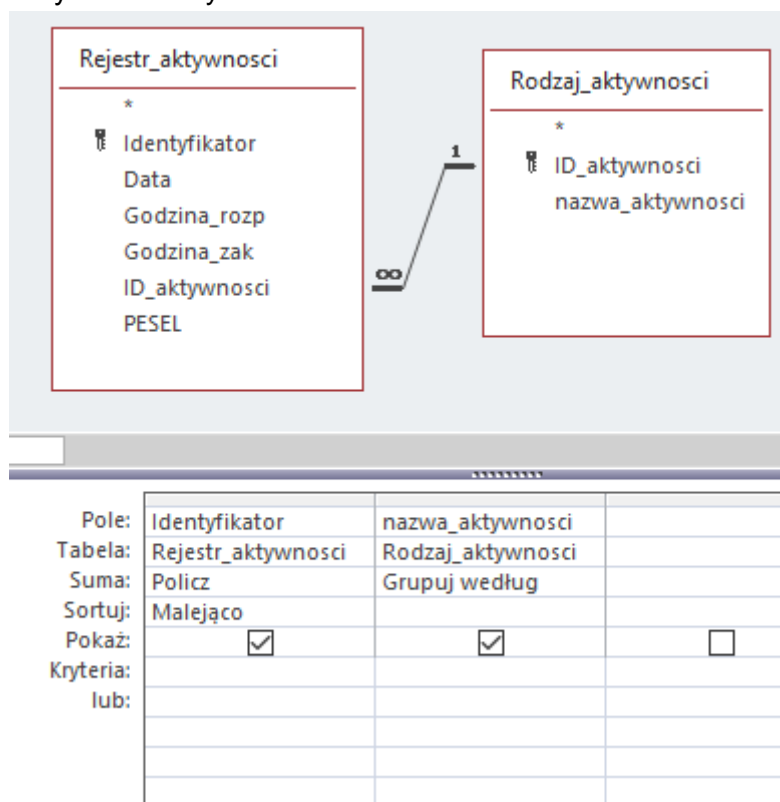 Rejestr_aktywnosci
*
Identyfikator
Data
Godzina_rozp
Godzina_zak
ID_aktywnosci
PESEL
1
∞
Rodzaj_aktywnosci
*
ID_aktywnosci
nazwa_aktywnosci
Pole: Identyfikator nazwa_aktywnosci
Tabela: Rejestr_aktywnosci Rodzaj_aktywnosci
Suma: Policz Grupuj według
Sortuj: Malejąco
Pokaż:
Kryteria:
lub: